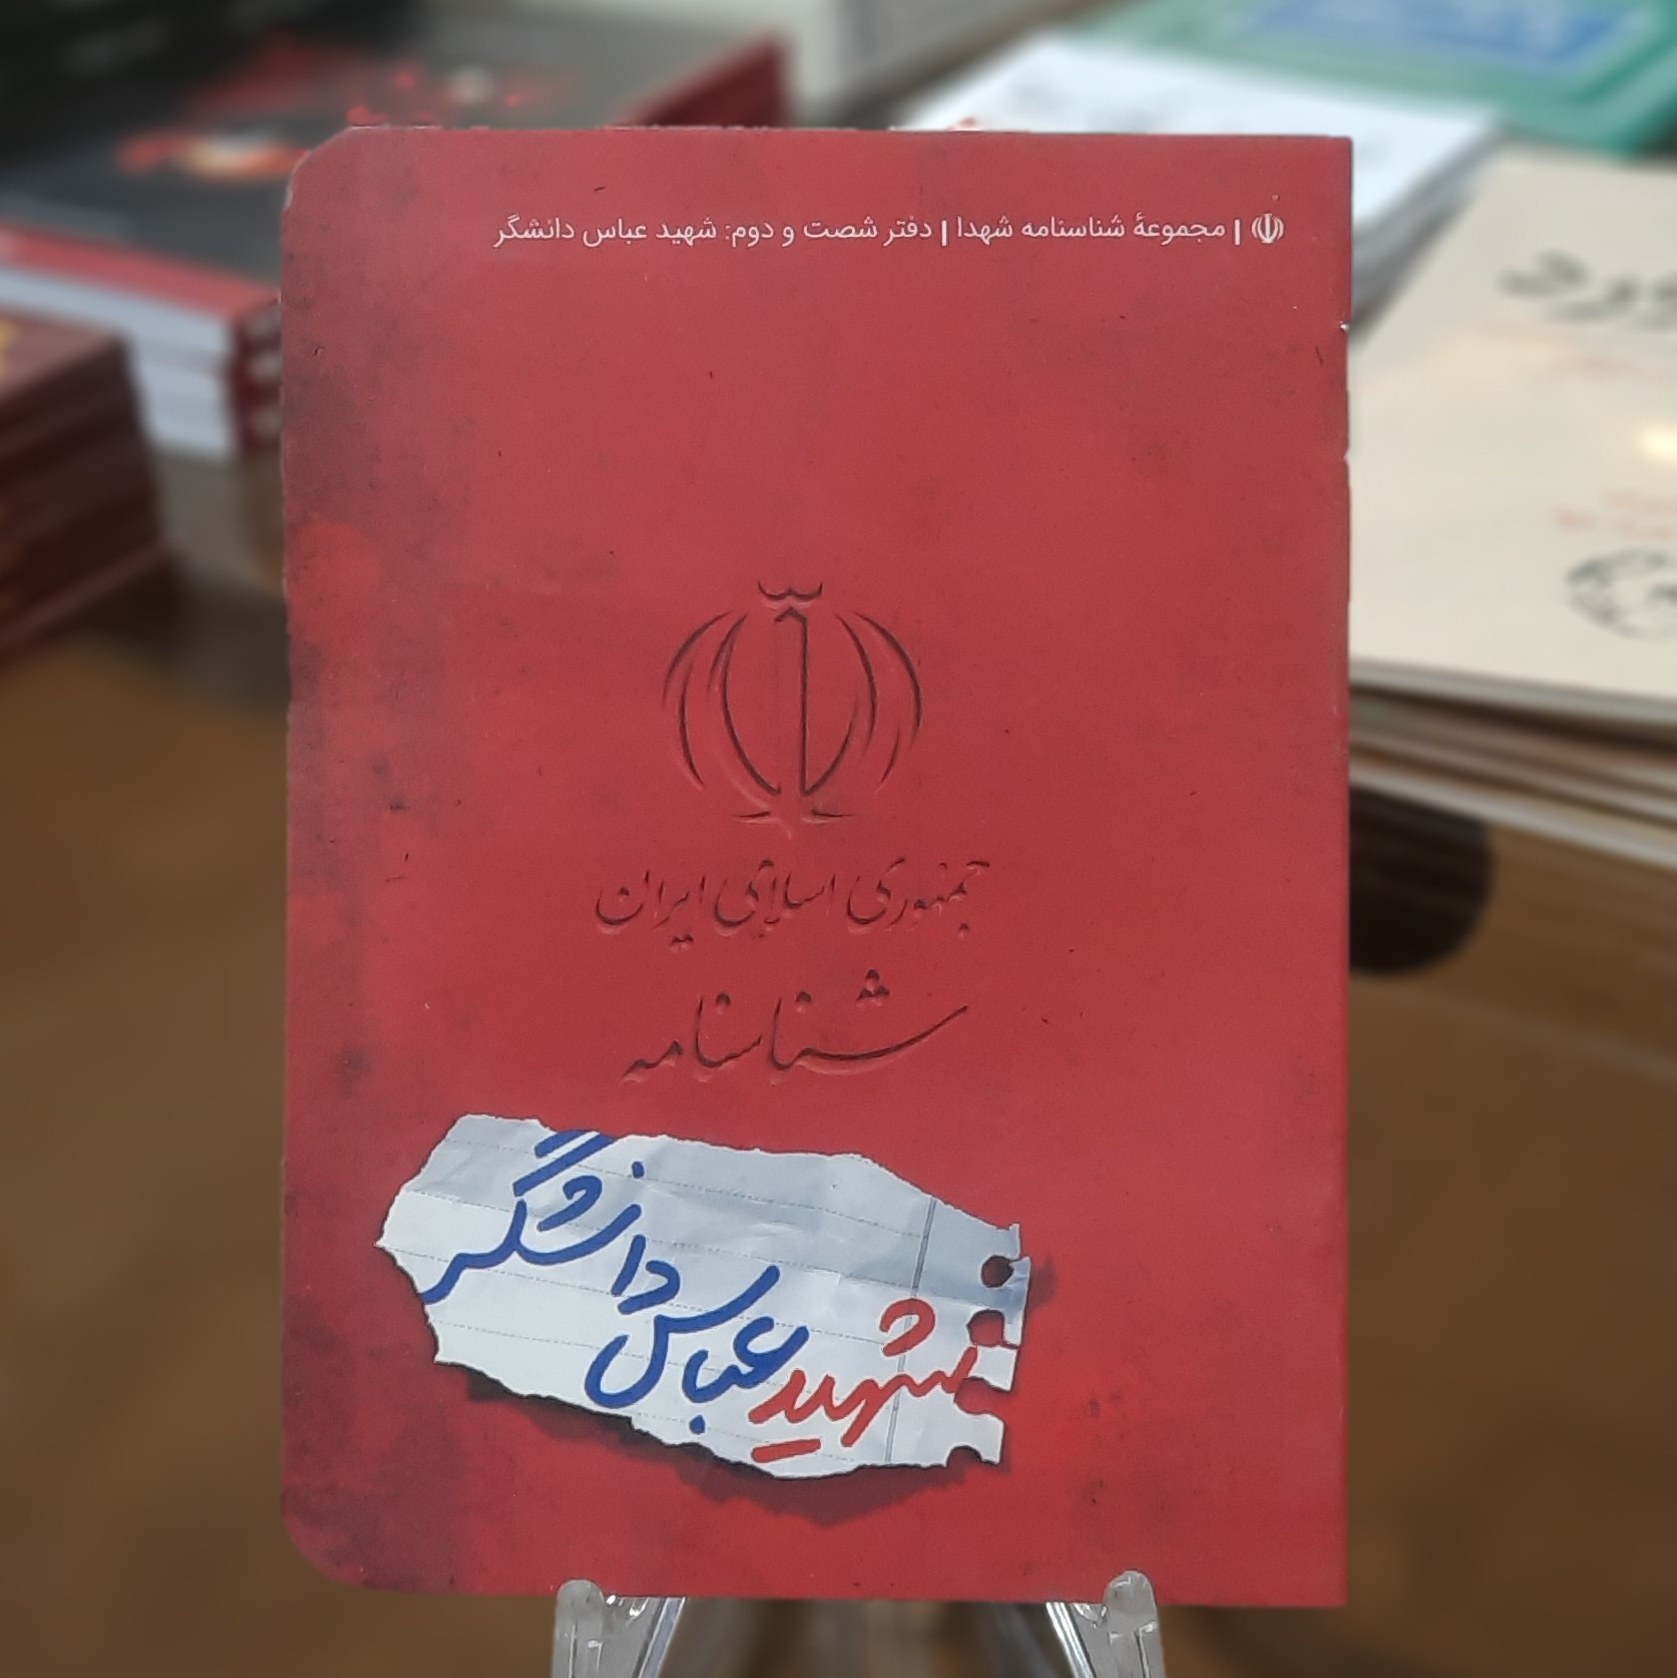 | مجموعهٔ شناسنامه شهدا | دفتر شصت و دوم: شهید عباس دانشگر
جمهوری اسلامی ایران
شناسنامه
شهید عباس دانشگر